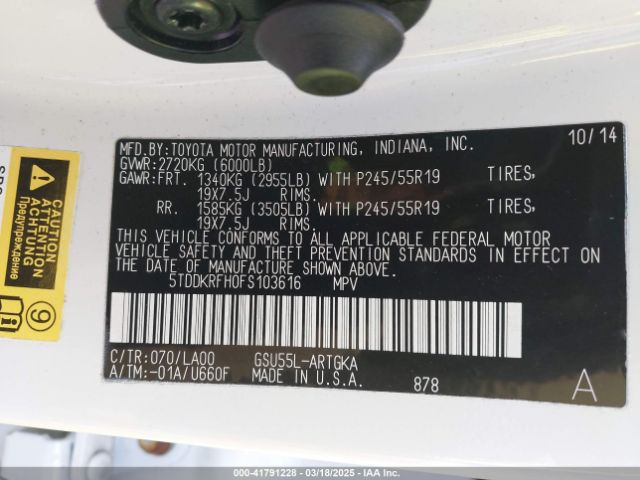 MFD.BY:TOYOTA MOTOR MANUFACTURING, INDIANA, INC. 10/14
GVWR:2720KG (6000LB)
GAWR:FRT. 1340KG (2955LB) WITH P245/55R19 TIRES,
19X7.5J RIMS.
RR. 1585KG (3505LB) WITH P245/55R19 TIRES,
19X7.5J RIMS.
THIS VEHICLE CONFORMS TO ALL APPLICABLE FEDERAL MOTOR
VEHICLE SAFETY AND THEFT PREVENTION STANDARDS IN EFFECT ON
THE DATE OF MANUFACTURE SHOWN ABOVE.
5TDDKRFH0FS103616 MPV
C/TR:070/LA00 GSU55L-ARTGKA
A/TM:-01A/U660F MADE IN U.S.A. 878 A
CAUTION
ATTENTION
ACHTUNG
Предупреждение
9
000-41791228 - 03/18/2025 - IAAI.COM